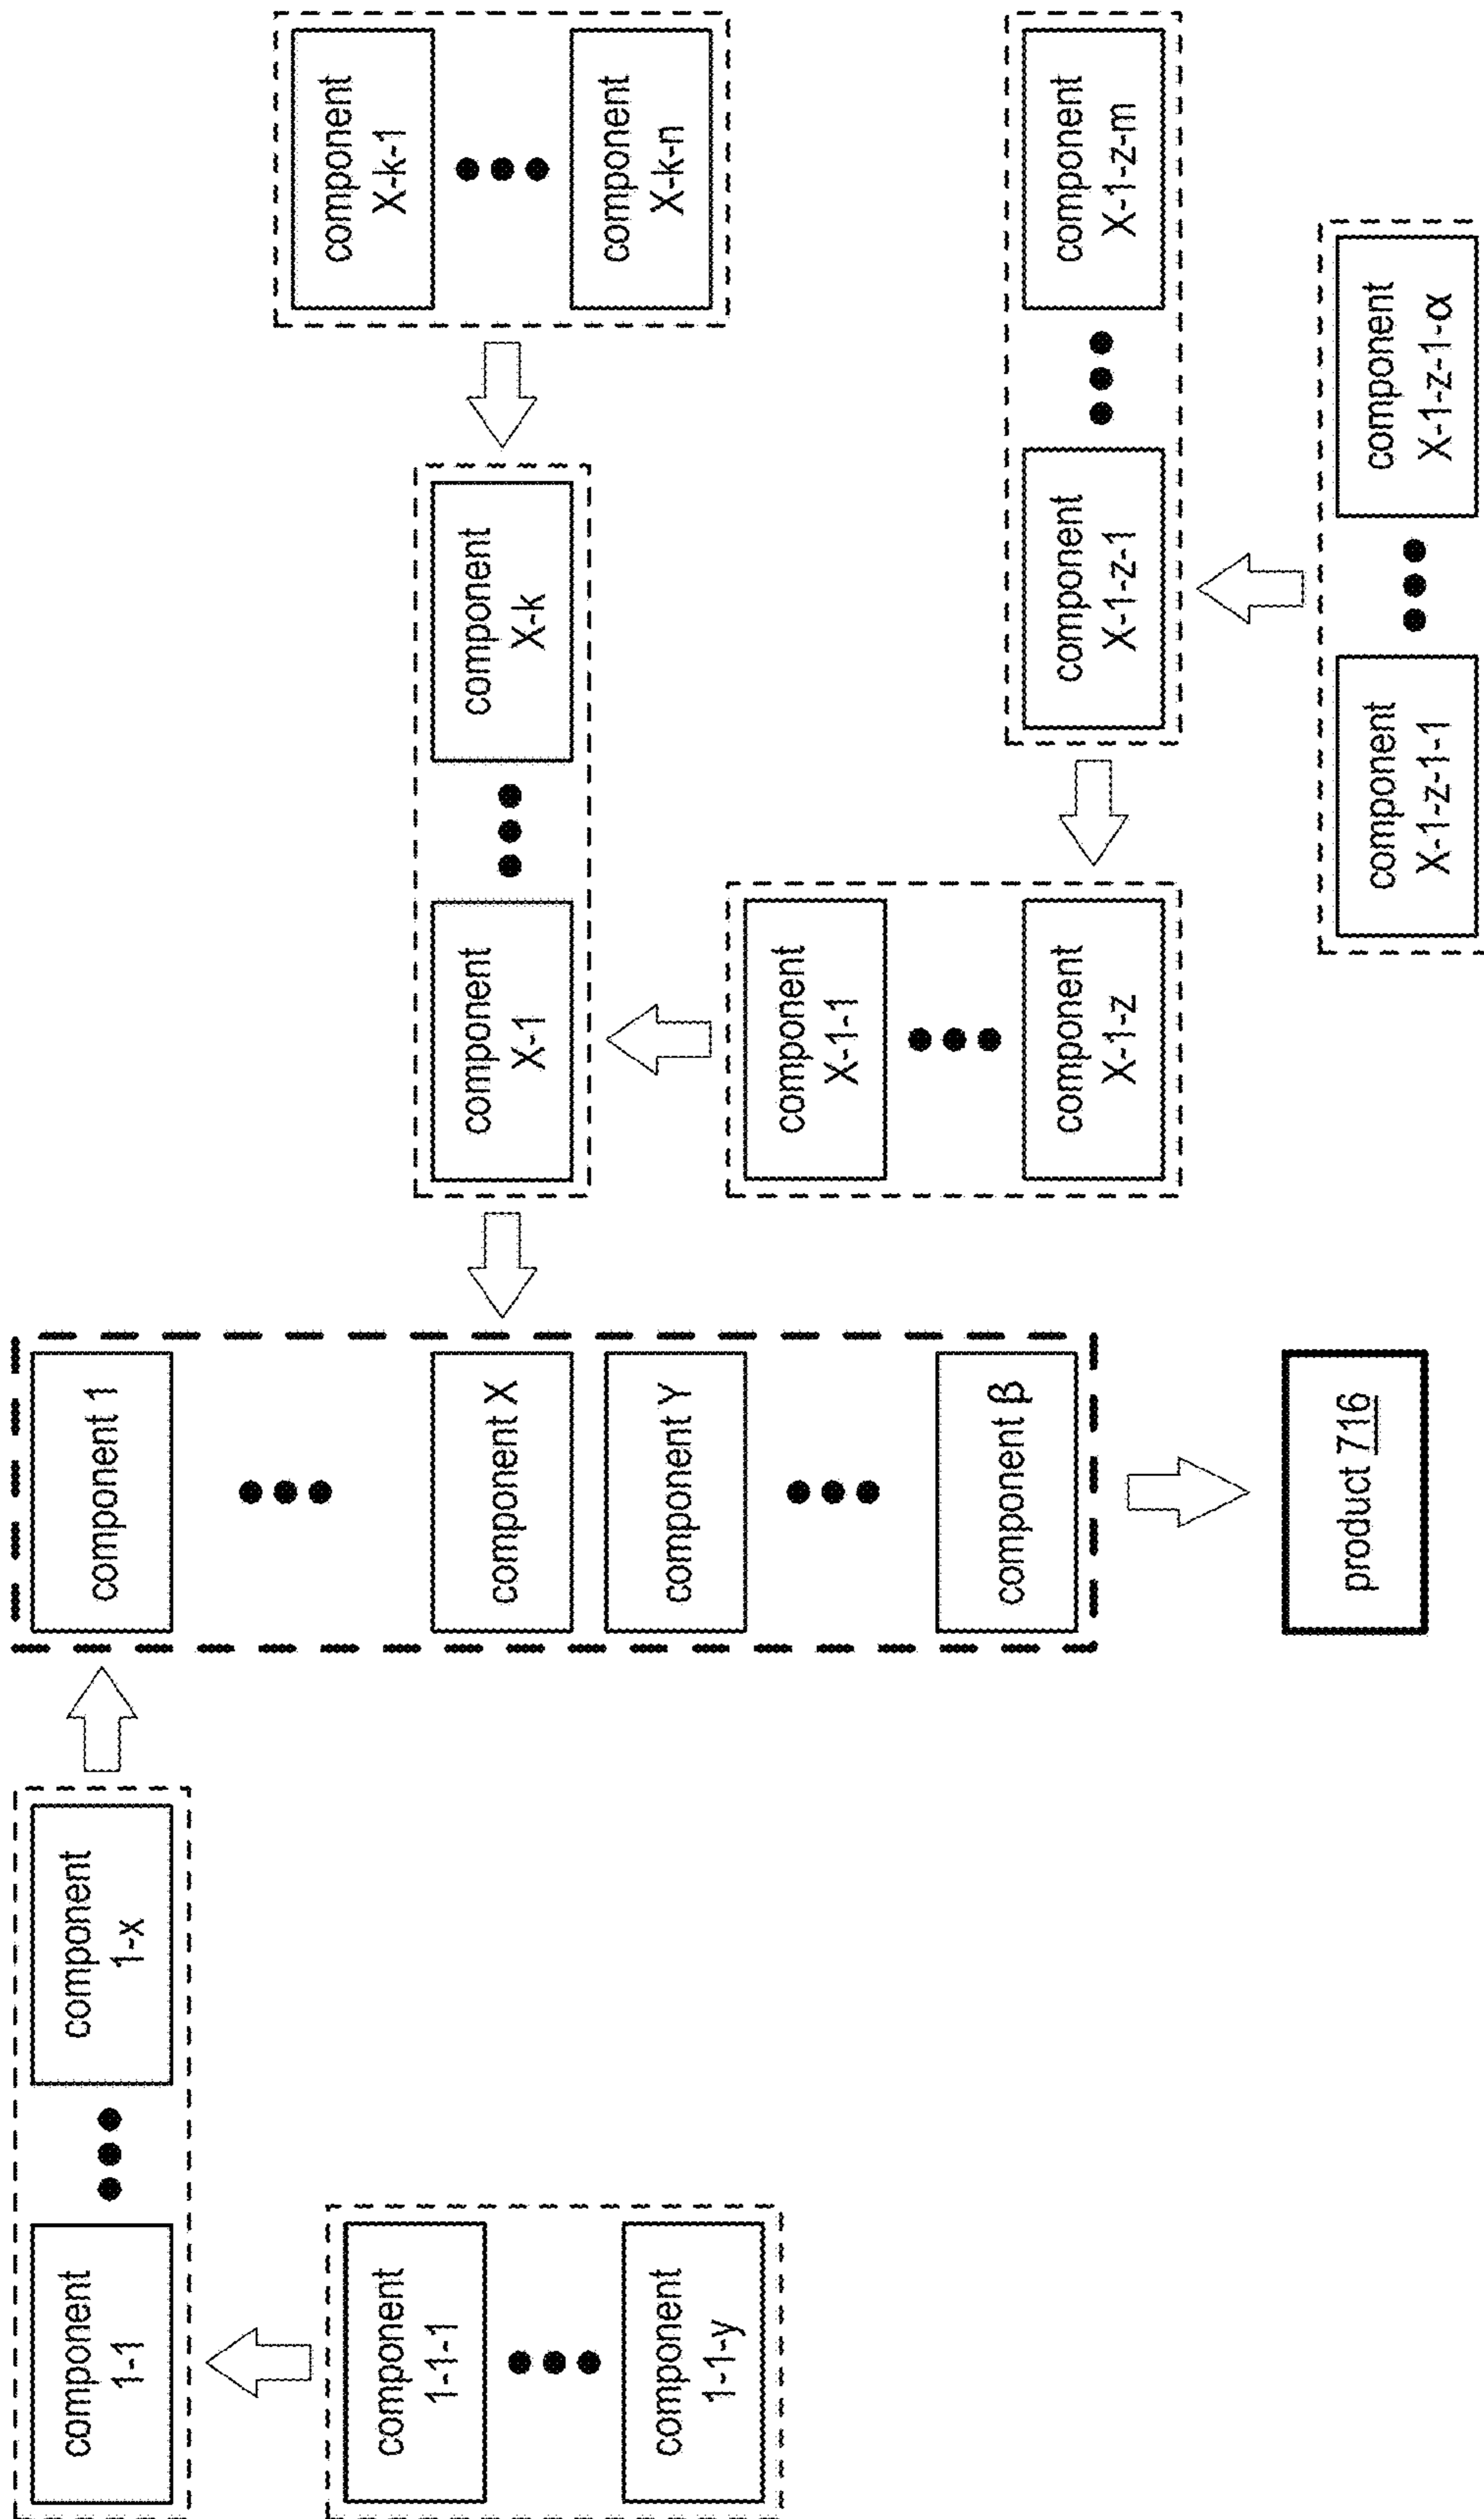 component
1-1
component
1-x
component 1
component
1-1-1
component
X-k-1
component X
component
X-1
component
X-k
component
1-1-y
component Y
component
X-k-n
component
X-1-1
component β
component
X-1-z
component
X-1-z-1
component
X-1-z-m
product 716
component
X-1-z-1-1
component
X-1-z-1-α